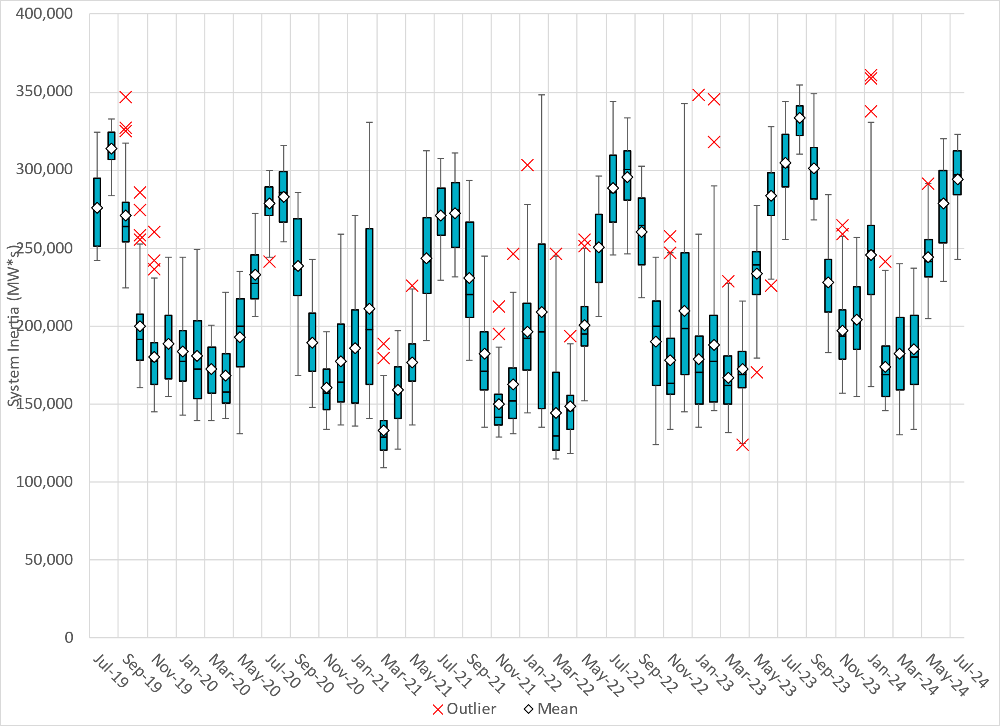 400,000
350,000
300,000
250,000
200,000
150,000
100,000
50,000
0
System Inertia (MW*s)
Jul-19
Sep-19
Nov-19
Jan-20
Mar-20
May-20
Jul-20
Sep-20
Nov-20
Jan-21
Mar-21
May-21
Jul-21
Sep-21
Nov-21
Jan-22
Mar-22
May-22
Jul-22
Sep-22
Nov-22
Jan-23
Mar-23
May-23
Jul-23
Sep-23
Nov-23
Jan-24
Mar-24
May-24
Jul-24
Outlier Mean